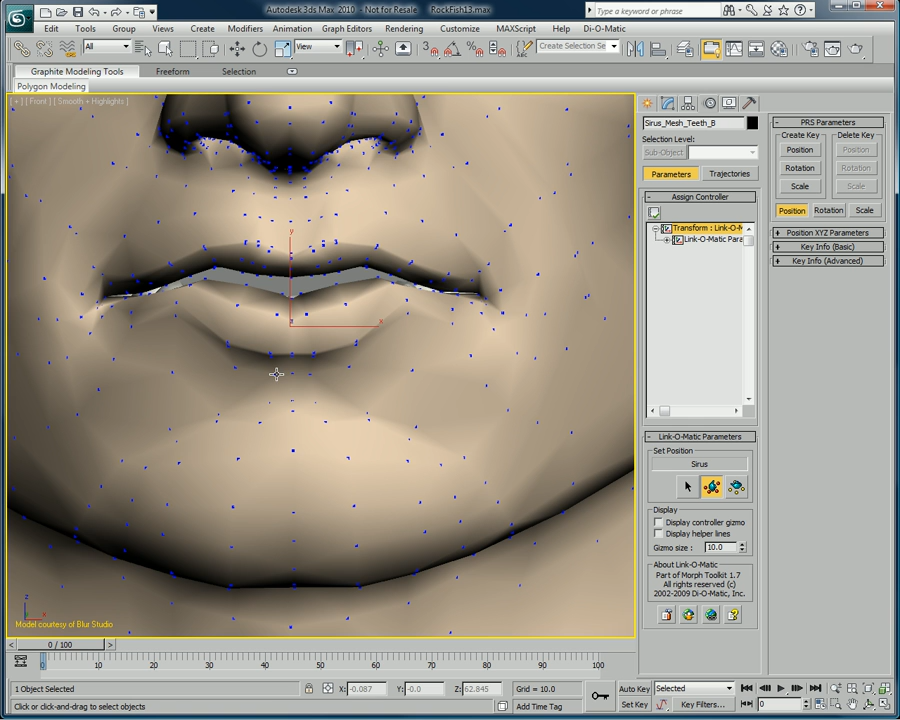 Autodesk 3ds Max 2010 - Not for Resale RockFish13.max
Type a keyword or phrase
Edit Tools Group Views Create Modifiers Animation Graph Editors Rendering Customize MAXScript Help Di-O-Matic
All
View
3
Create Selection Se
Graphite Modeling Tools Freeform Selection
Polygon Modeling
[ + ] [ Front ] [ Smooth + Highlights ]
y
x
z
x
Model courtesy of Blur Studio
Sirus_Mesh_Teeth_B
Selection Level:
Sub-Object
Parameters Trajectories
- Assign Controller
Transform : Link-O-M
Link-O-Matic Para
- Link-O-Matic Parameters
Set Position
Sirus
Display
Display controller gizmo
Display helper lines
Gizmo size : 10.0
About Link-O-Matic
Part of Morph Toolkit 1.7
All rights reserved (c)
2002-2009 Di-O-Matic, Inc.
- PRS Parameters
Create Key Delete Key
Position Position
Rotation Rotation
Scale Scale
Position Rotation Scale
+ Position XYZ Parameters
+ Key Info (Basic)
+ Key Info (Advanced)
< 0 / 100 >
0 10 20 30 40 50 60 70 80 90 100
1 Object Selected
X: -0.087 Y: -0.0 Z: 62.845 Grid = 10.0
Auto Key Selected
Click or click-and-drag to select objects
Add Time Tag
Set Key Key Filters...
0